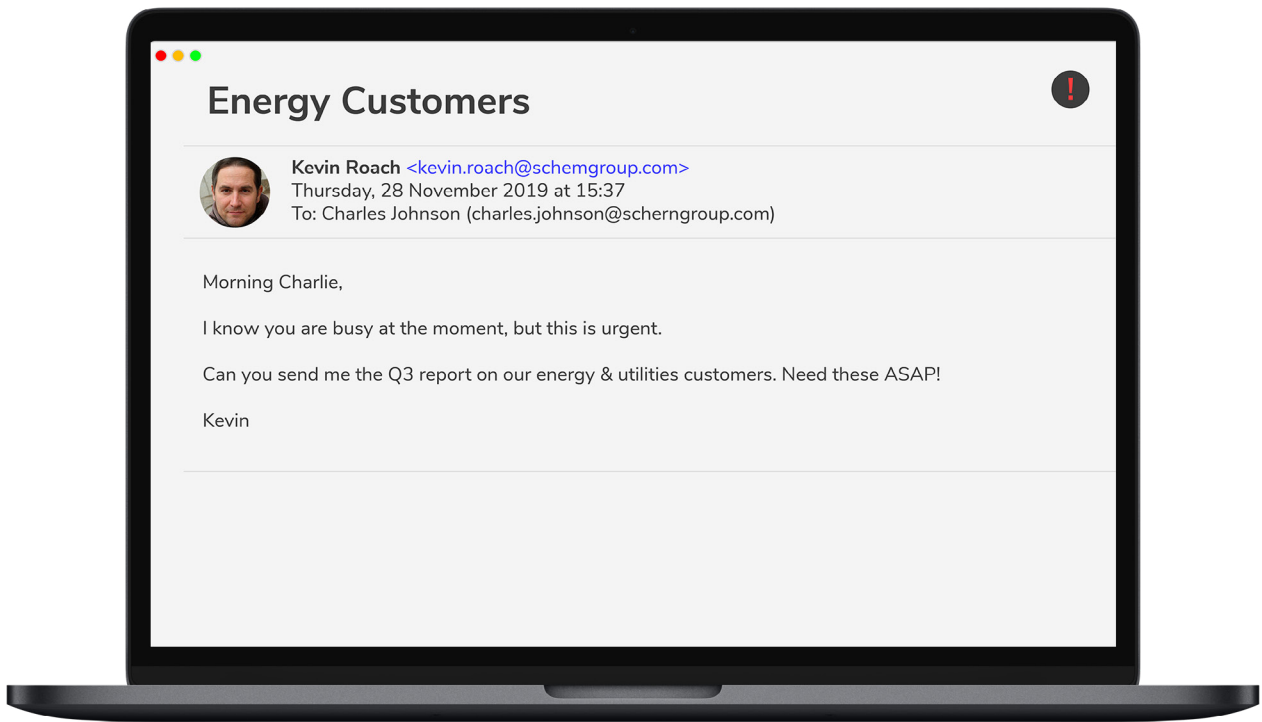 Energy Customers
Kevin Roach <kevin.roach@schemgroup.com>
Thursday, 28 November 2019 at 15:37
To: Charles Johnson (charles.johnson@scherngroup.com)
Morning Charlie,
I know you are busy at the moment, but this is urgent.
Can you send me the Q3 report on our energy & utilities customers. Need these ASAP!
Kevin